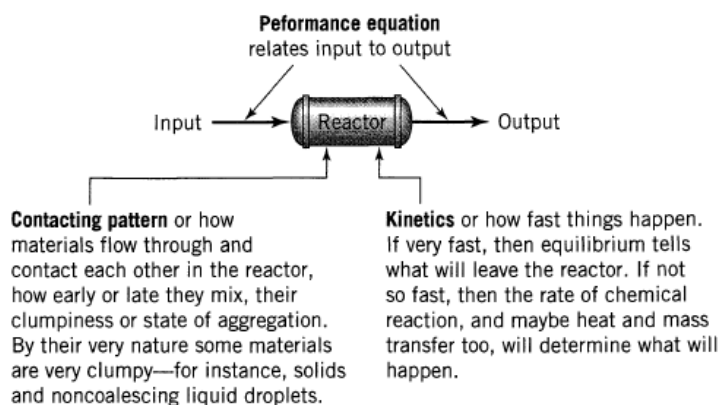 Peformance equation
relates input to output
Input
Reactor
Output
Contacting pattern or how
materials flow through and
contact each other in the reactor,
how early or late they mix, their
clumpiness or state of aggregation.
By their very nature some materials
are very clumpy—for instance, solids
and noncoalescing liquid droplets.
Kinetics or how fast things happen.
If very fast, then equilibrium tells
what will leave the reactor. If not
so fast, then the rate of chemical
reaction, and maybe heat and mass
transfer too, will determine what will
happen.